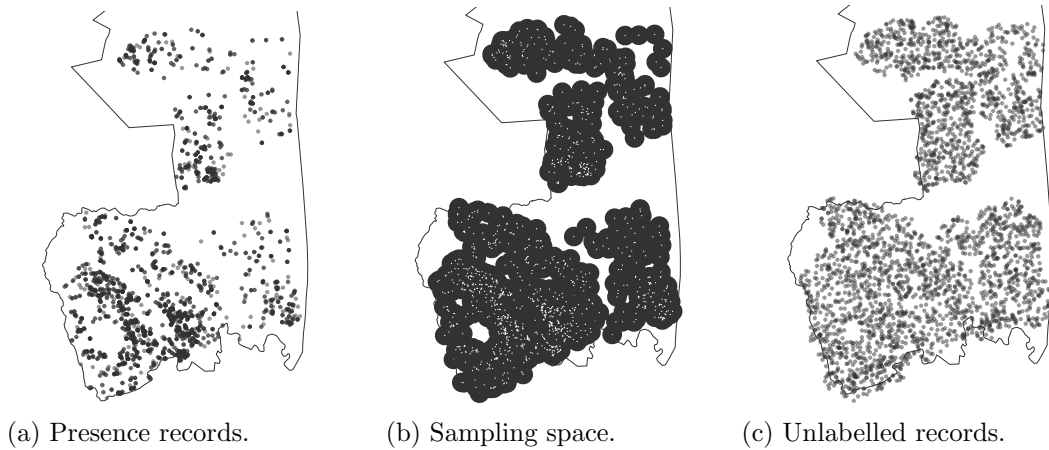 (a) Presence records.
(b) Sampling space.
(c) Unlabelled records.